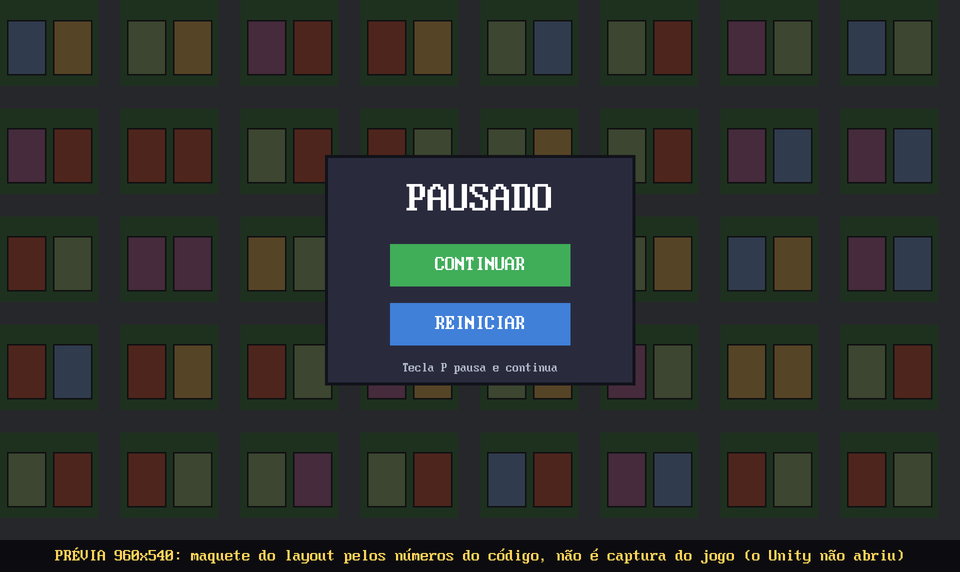 PAUSADO
CONTINUAR
REINICIAR
Tecla P pausa e continua
PRÉVIA 960x540: maquete do layout pelos números do código, não é captura do jogo (o Unity não abriu)